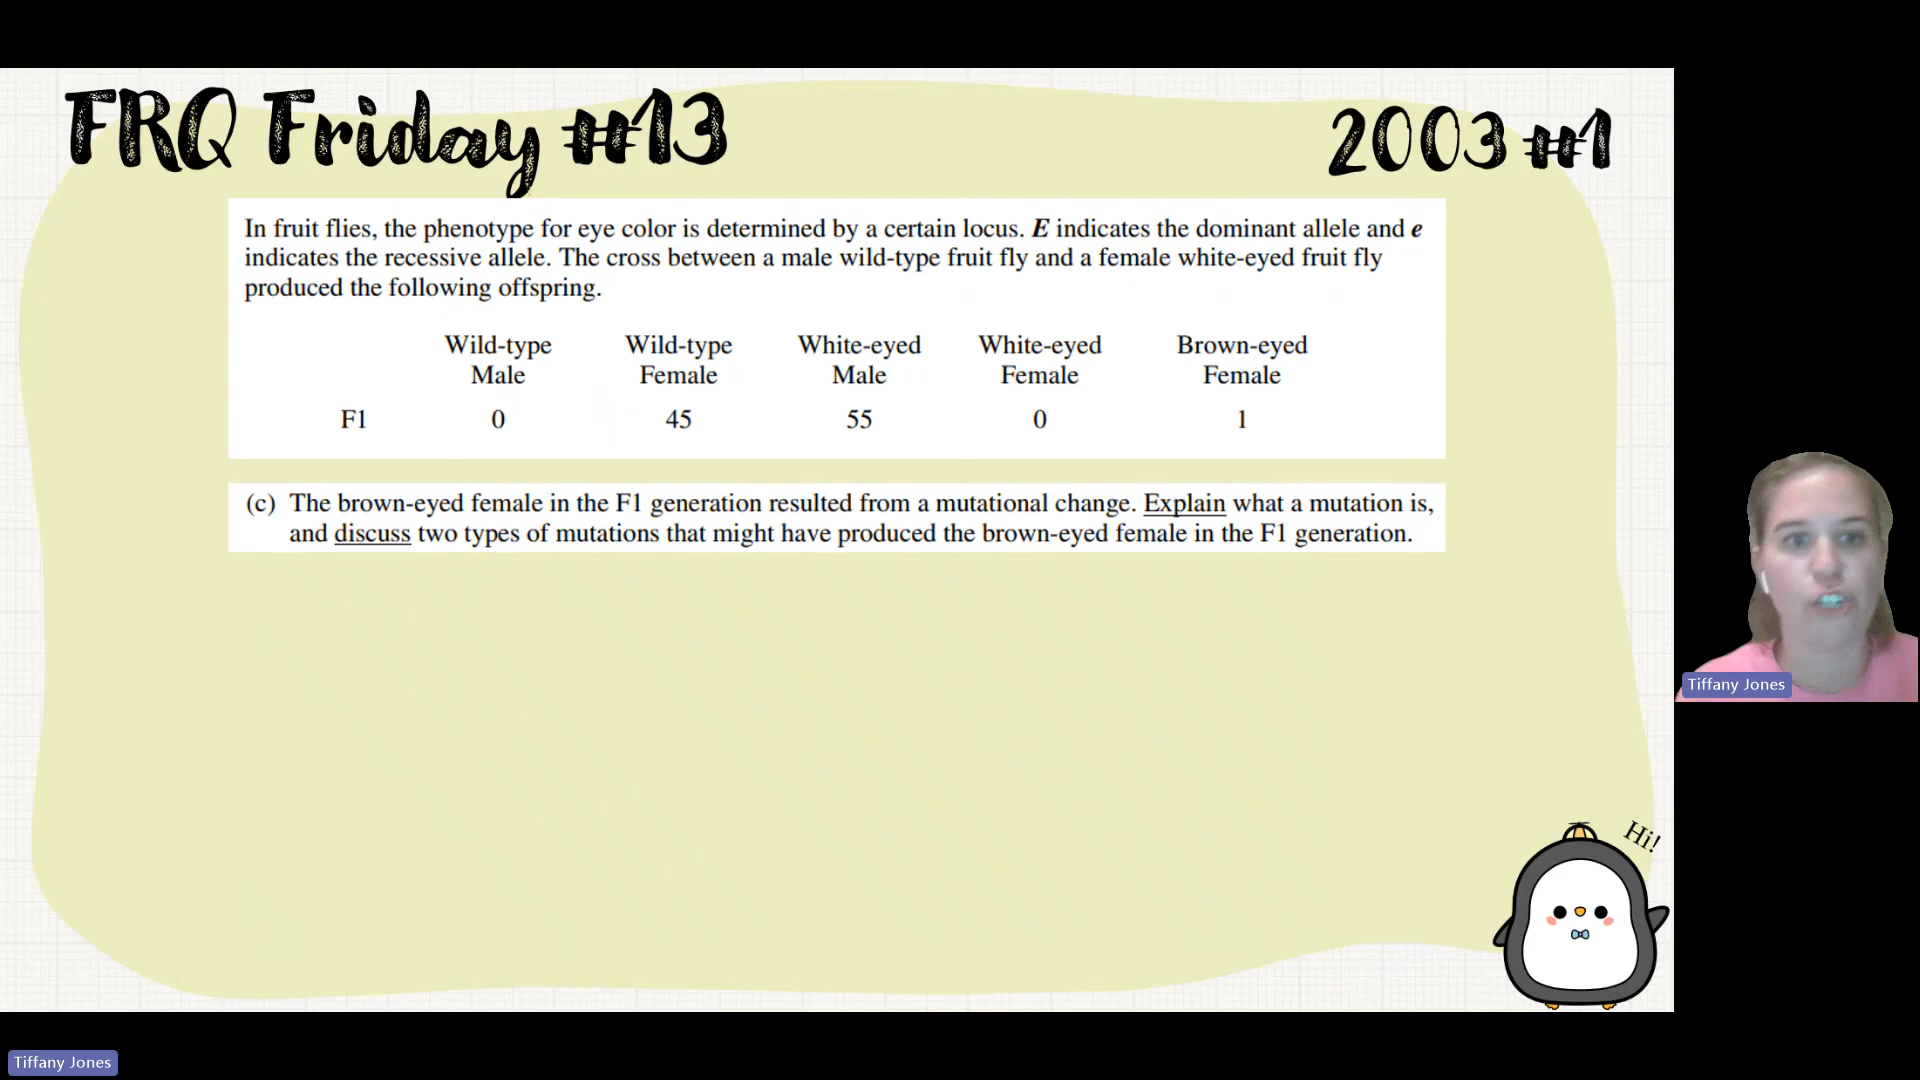 FRQ Friday #13
2003 #1
In fruit flies, the phenotype for eye color is determined by a certain locus. E indicates the dominant allele and e
indicates the recessive allele. The cross between a male wild-type fruit fly and a female white-eyed fruit fly
produced the following offspring.
Wild-type Wild-type White-eyed White-eyed Brown-eyed
Male Female Male Female Female
F1 0 45 55 0 1
(c) The brown-eyed female in the F1 generation resulted from a mutational change. Explain what a mutation is,
and discuss two types of mutations that might have produced the brown-eyed female in the F1 generation.
Tiffany Jones
Hi!
Tiffany Jones